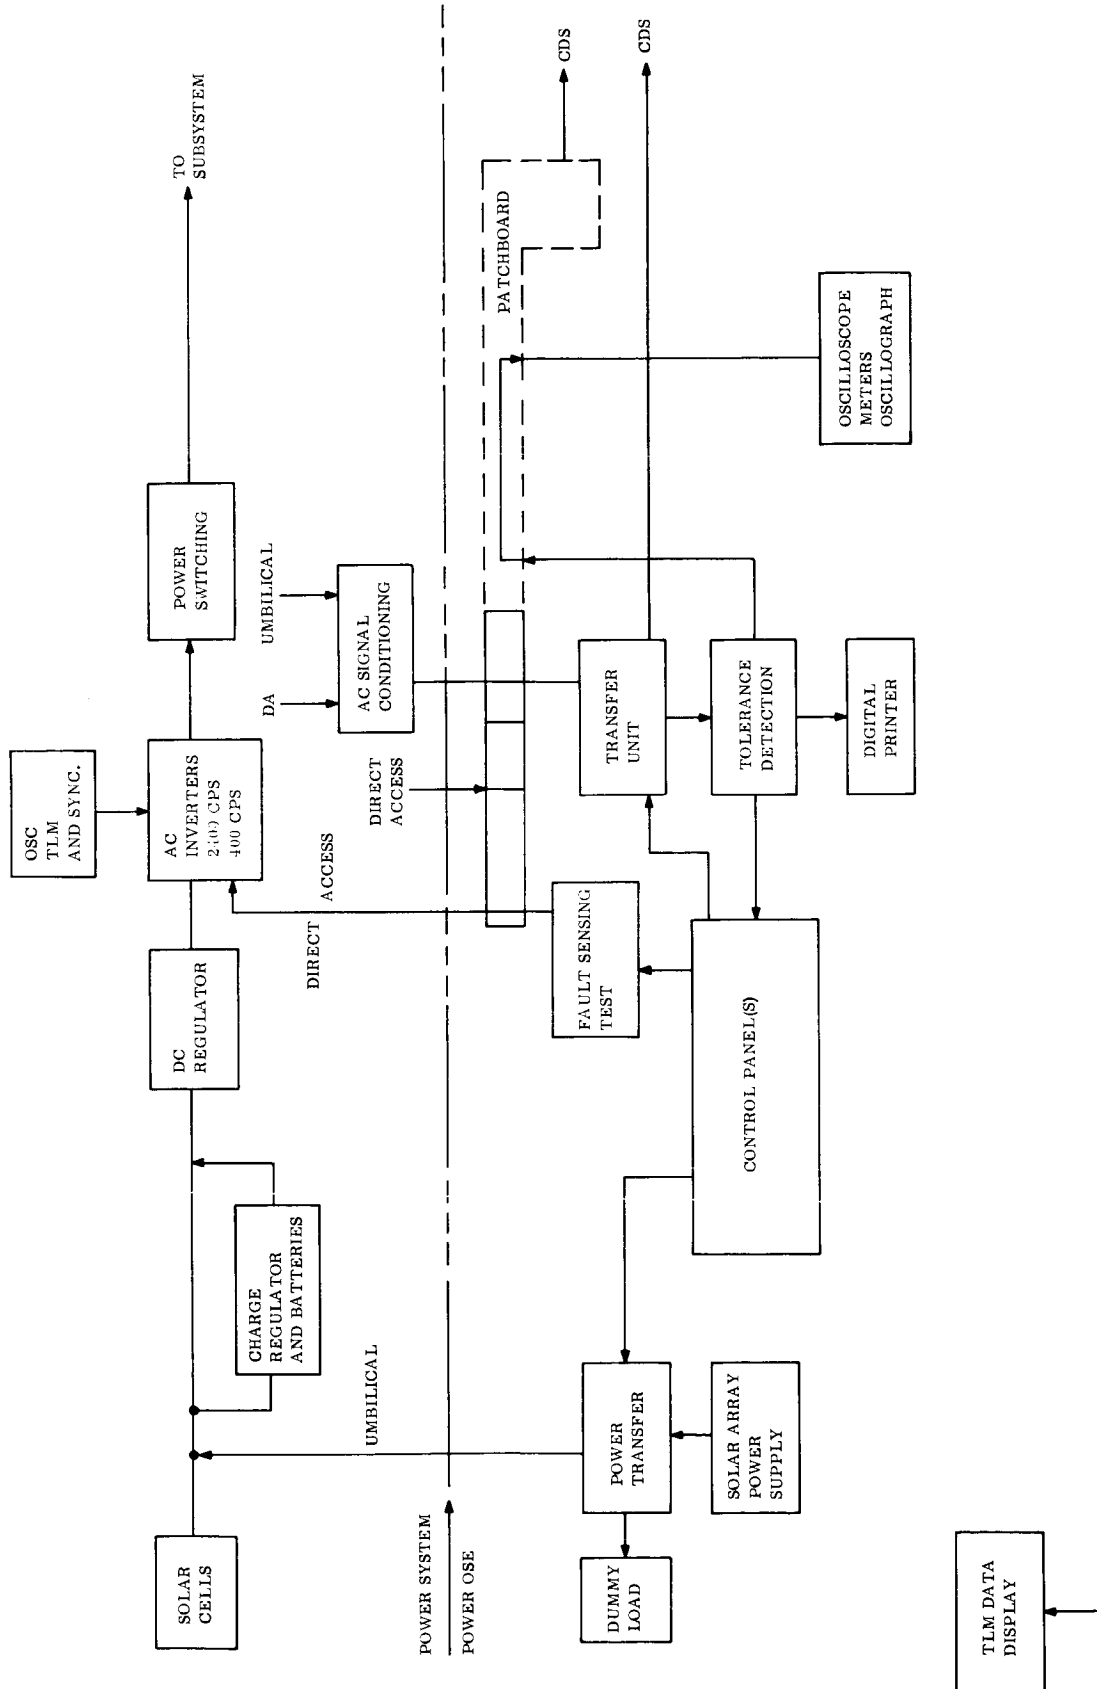 SOLAR
CELLS
CHARGE
REGULATOR
AND BATTERIES
DC
REGULATOR
OSC
TLM
AND SYNC.
AC
INVERTERS
CPS
400 CPS
POWER
SWITCHING
TO
SUBSYSTEM
UMBILICAL
DIRECT ACCESS
DIRECT
ACCESS
DA
UMBILICAL
AC SIGNAL
CONDITIONING
POWER SYSTEM
POWER OSE
PATCHBOARD
CDS
CDS
DUMMY
LOAD
POWER
TRANSFER
SOLAR ARRAY
POWER
SUPPLY
FAULT SENSING
TEST
CONTROL PANEL(S)
TRANSFER
UNIT
TOLERANCE
DETECTION
DIGITAL
PRINTER
OSCILLOSCOPE
METERS
OSCILLOGRAPH
TLM DATA
DISPLAY